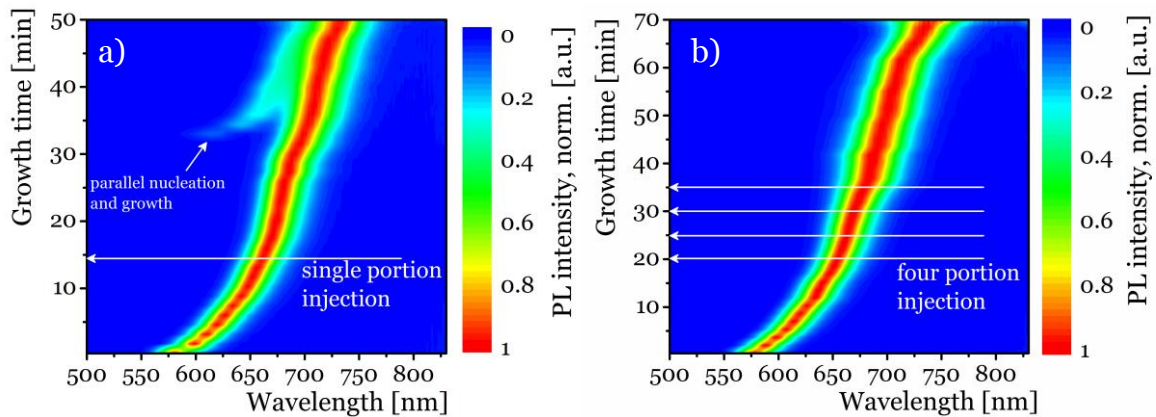 a)
Growth time [min]
50
40
30
20
10
parallel nucleation
and growth
single portion
injection
500 550 600 650 700 750 800
Wavelength [nm]
0
0.2
0.4
0.6
0.8
1
PL intensity, norm. [a.u.]
b)
Growth time [min]
70
60
50
40
30
20
10
four portion
injection
500 550 600 650 700 750 800
Wavelength [nm]
0
0.2
0.4
0.6
0.8
1
PL intensity, norm. [a.u.]